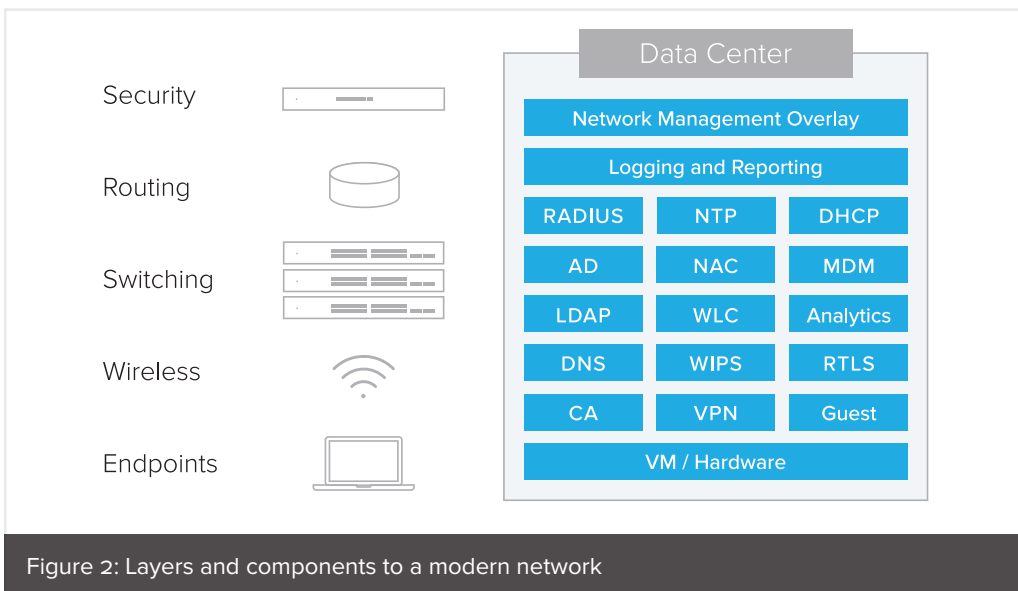 Security
Routing
Switching
Wireless
Endpoints
Data Center
Network Management Overlay
Logging and Reporting
RADIUS NTP DHCP
AD NAC MDM
LDAP WLC Analytics
DNS WIPS RTLS
CA VPN Guest
VM / Hardware
Figure 2: Layers and components to a modern network